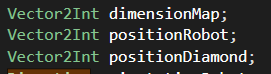 Vector2Int dimensionMap;
Vector2Int positionRobot;
Vector2Int positionDiamond;